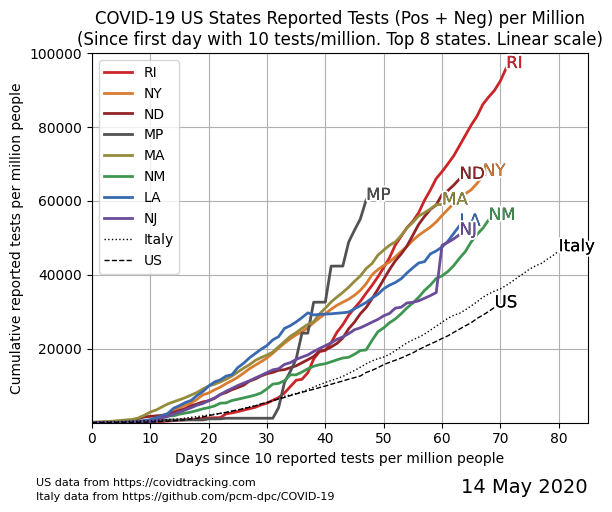 COVID-19 US States Reported Tests (Pos + Neg) per Million
(Since first day with 10 tests/million. Top 8 states. Linear scale)
Cumulative reported tests per million people
100000
80000
60000
40000
20000
RI
NY
ND
MP
MA
NM
LA
NJ
Italy
US
RI
NY
ND
MP
MA
NM
LA
NJ
Italy
US
0
10
20
30
40
50
60
70
80
Days since 10 reported tests per million people
US data from https://covidtracking.com
Italy data from https://github.com/pcm-dpc/COVID-19
14 May 2020